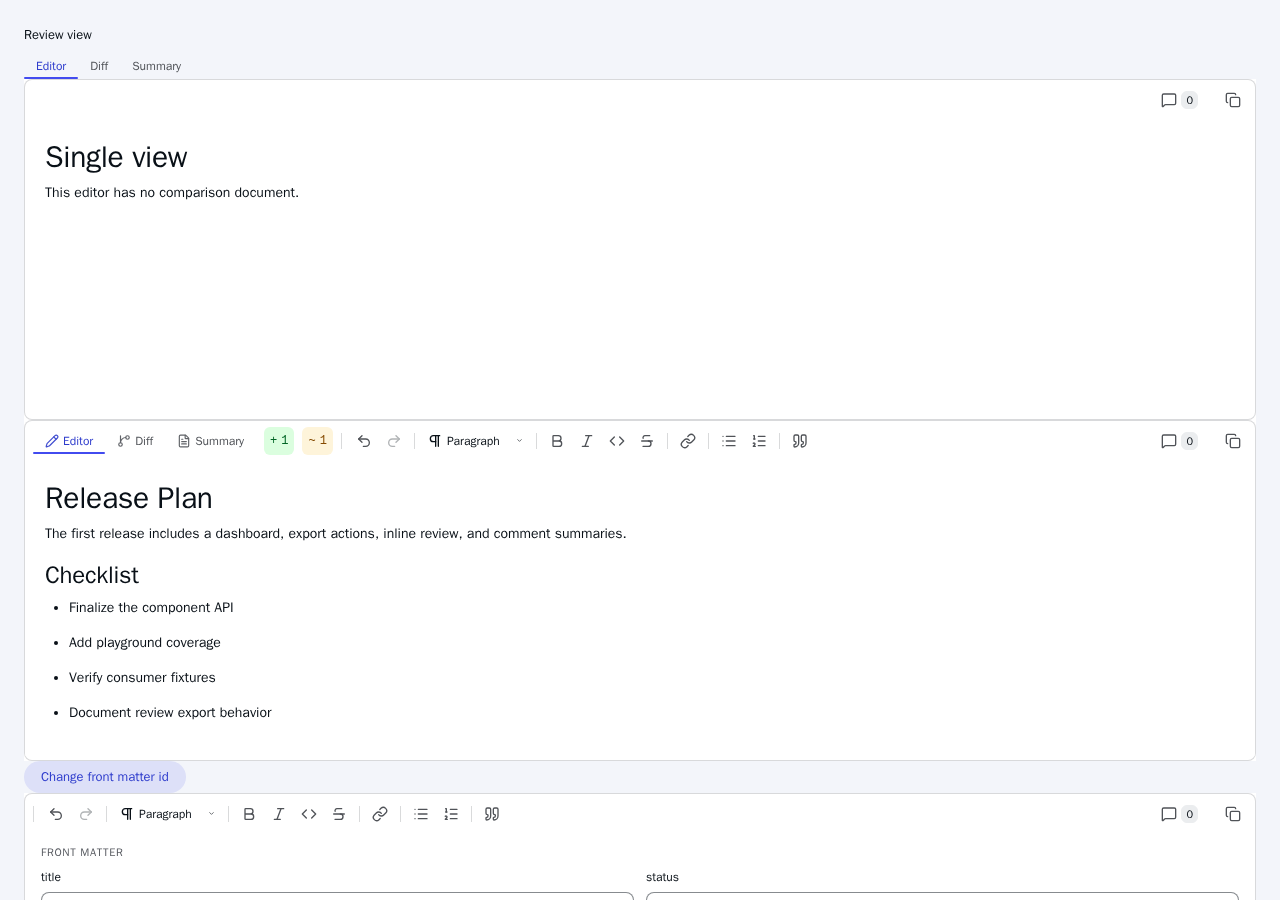 Review view
Editor Diff Summary
0
Single view
This editor has no comparison document.
Editor Diff Summary + 1 ~ 1 Paragraph 0
Release Plan
The first release includes a dashboard, export actions, inline review, and comment summaries.
Checklist
• Finalize the component API
• Add playground coverage
• Verify consumer fixtures
• Document review export behavior
Change front matter id
Paragraph 0
FRONT MATTER
title status